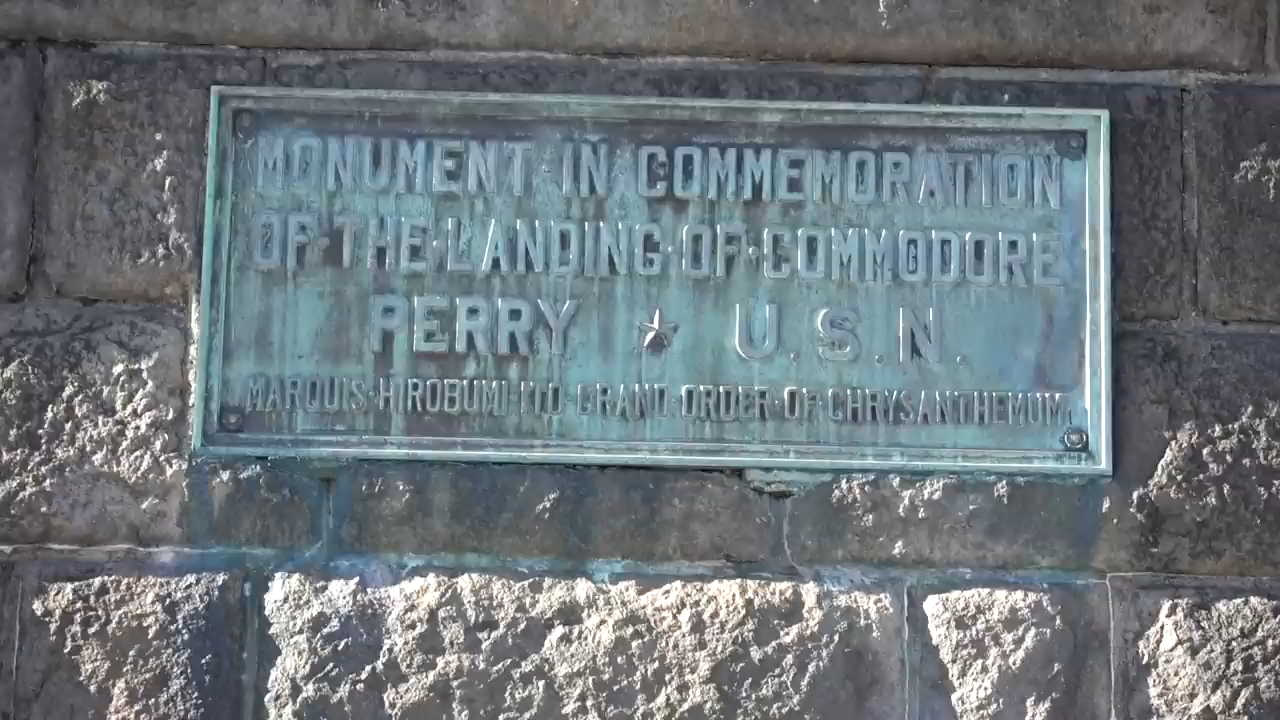 MONUMENT IN COMMEMORATION
OF·THE·LANDING·OF·COMMODORE
PERRY ★ U.S.N.
MARQUIS·HIROBUMI·ITO GRAND·ORDER·OF·CHRYSANTHEMUM.